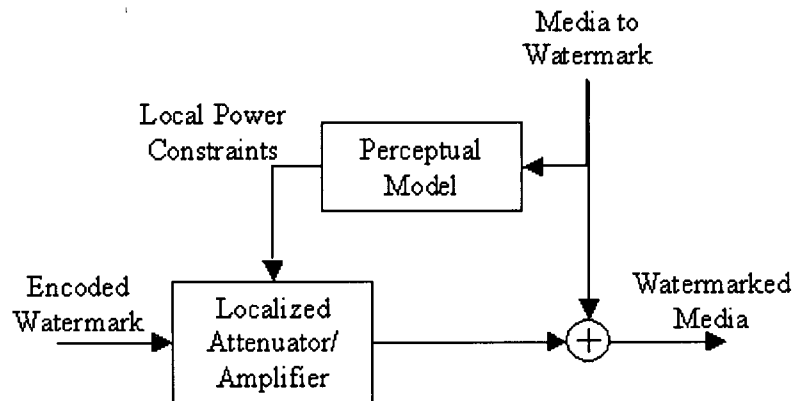 Media to
Watermark
Local Power
Constraints
Perceptual
Model
Encoded
Watermark
Localized
Attenuator/
Amplifier
+
Watermarked
Media